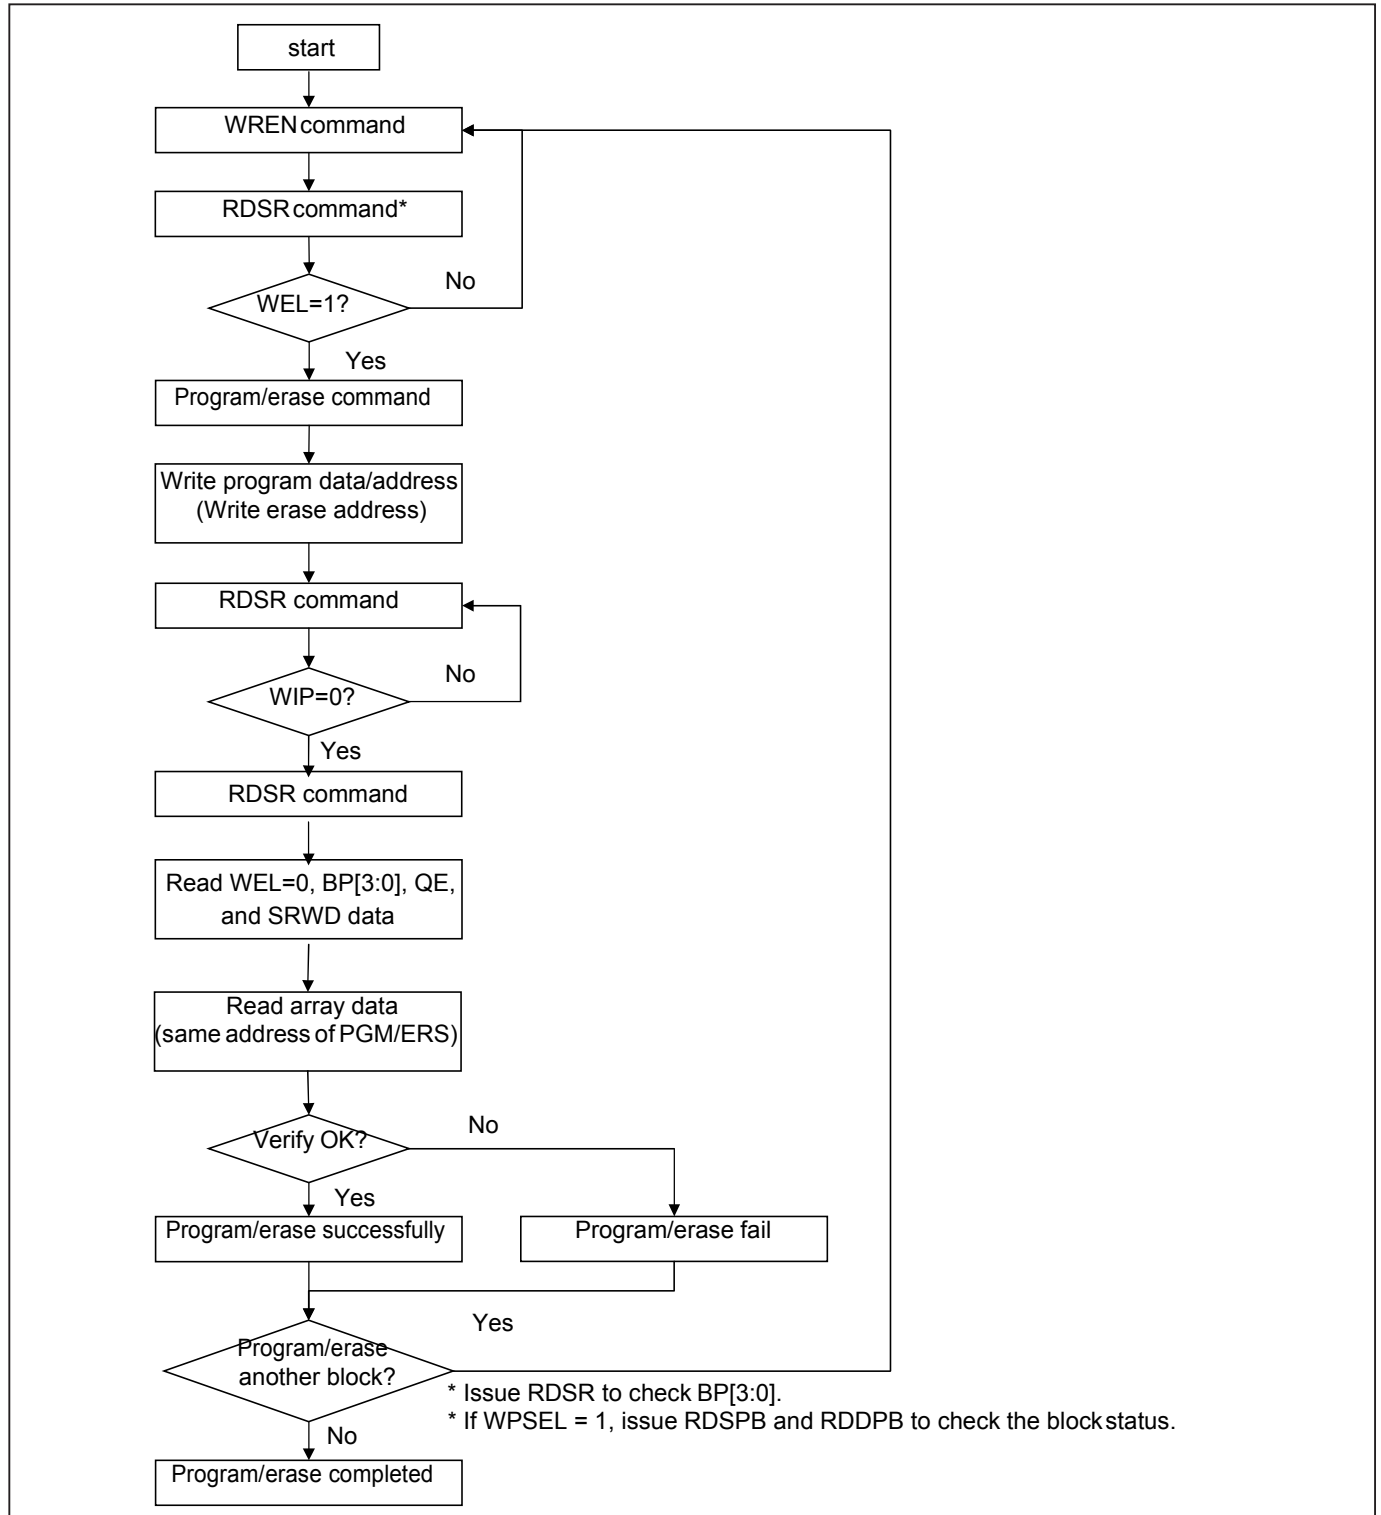 start
WREN command
RDSR command*
No
WEL=1?
Yes
Program/erase command
Write program data/address
(Write erase address)
RDSR command
No
WIP=0?
Yes
RDSR command
Read WEL=0, BP[3:0], QE,
and SRWD data
Read array data
(same address of PGM/ERS)
No
Verify OK?
Yes
Program/erase successfully
Program/erase fail
Yes
Program/erase
another block?
* Issue RDSR to check BP[3:0].
* If WPSEL = 1, issue RDSPB and RDDPB to check the block status.
No
Program/erase completed